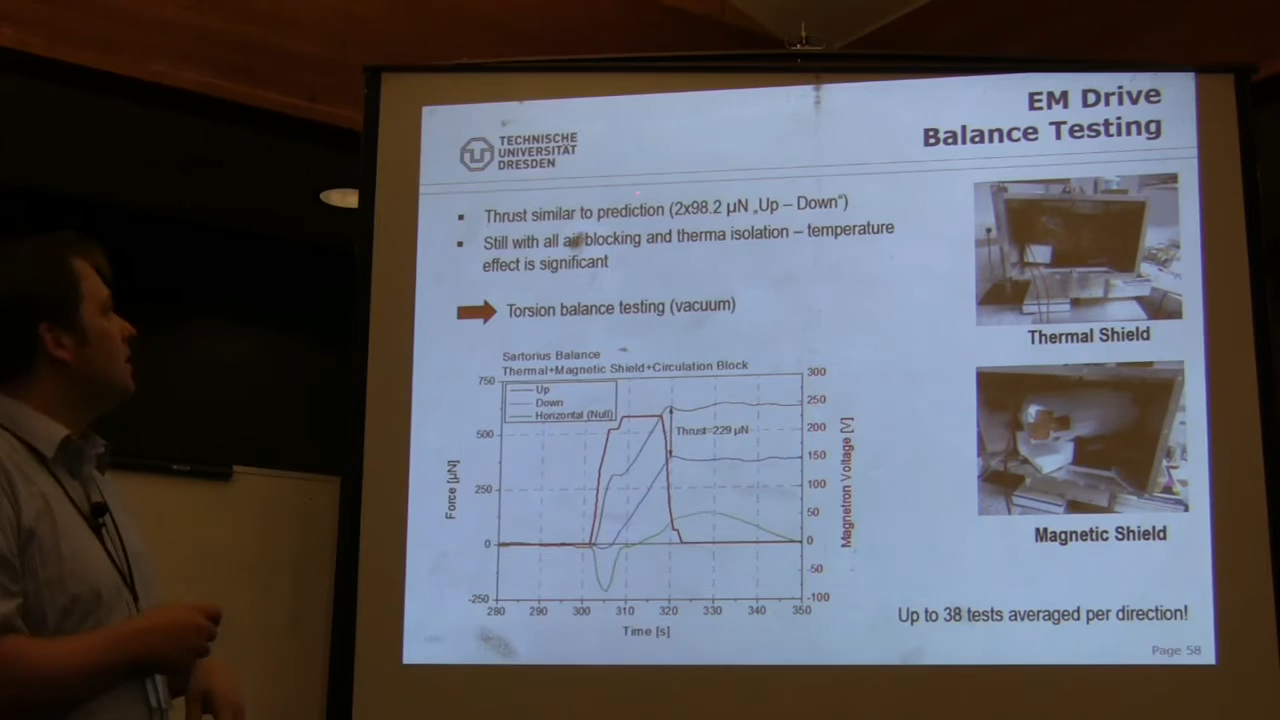 EM Drive
Balance Testing
TECHNISCHE
UNIVERSITÄT
DRESDEN
▪ Thrust similar to prediction (2x98.2 µN „Up – Down“)
▪ Still with all air blocking and therma isolation – temperature
effect is significant
Torsion balance testing (vacuum)
Thermal Shield
Sartorius Balance
Thermal+Magnetic Shield+Circulation Block
Up
Down
Horizontal (Null)
Thrust=229 µN
Force [µN]
750
500
250
0
-250
Magnetron Voltage [V]
300
250
200
150
100
50
0
-50
-100
280 290 300 310 320 330 340 350
Time [s]
Magnetic Shield
Up to 38 tests averaged per direction!
Page 58